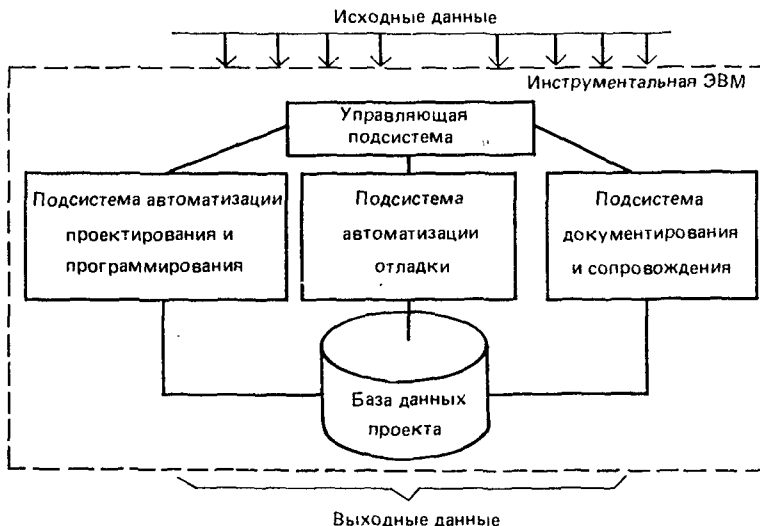 Исходные данные
Инструментальная ЭВМ
Управляющая
подсистема
Подсистема автоматизации
проектирования и
программирования
Подсистема
автоматизации
отладки
Подсистема
документирования
и сопровождения
База данных
проекта
Выходные данные